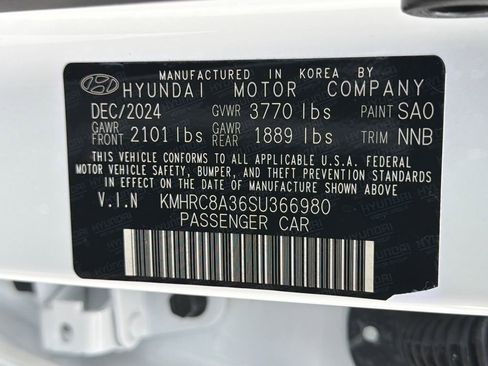 MANUFACTURED IN KOREA BY
HYUNDAI MOTOR COMPANY
DEC/2024 GVWR 3770 lbs PAINT SAO
GAWR FRONT 2101 lbs GAWR REAR 1889 lbs TRIM NNB
THIS VEHICLE CONFORMS TO ALL APPLICABLE U.S.A. FEDERAL
MOTOR VEHICLE SAFETY, BUMPER, AND THEFT PREVENTION STANDARDS
IN EFFECT ON THE DATE OF MANUFACTURE SHOWN ABOVE.
V.I.N KMHRC8A36SU366980
PASSENGER CAR